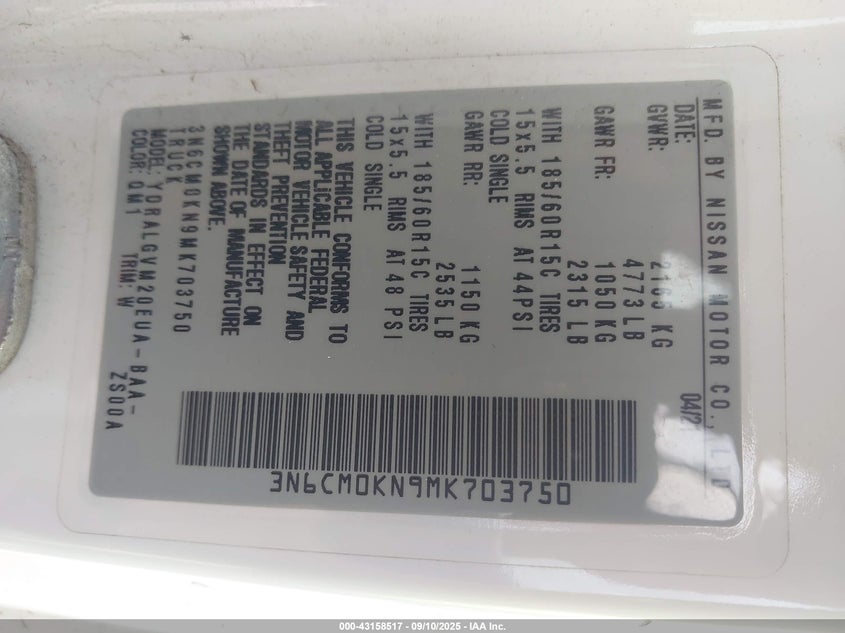 MFD. BY NISSAN MOTOR CO., LTD
DATE: 04/21
GVWR: 2165 KG
4773 LB
GAWR FR: 1050 KG
2315 LB
WITH 185/60R15C TIRES
15x5.5 RIMS AT 44PSI
COLD SINGLE
GAWR RR: 1150 KG
2535 LB
WITH 185/60R15C TIRES
15x5.5 RIMS AT 48 PSI
COLD SINGLE
THIS VEHICLE CONFORMS TO
ALL APPLICABLE FEDERAL
MOTOR VEHICLE SAFETY AND
THEFT PREVENTION
STANDARDS IN EFFECT ON
THE DATE OF MANUFACTURE
SHOWN ABOVE.
3N6CM0KN9MK703750
TRUCK
MODEL: YDRALGVM20EUA-BAA-
ZS00A
COLOR: QM1 TRIM: W
3N6CM0KN9MK703750
000-43158517 - 09/10/2025 - IAA Inc.